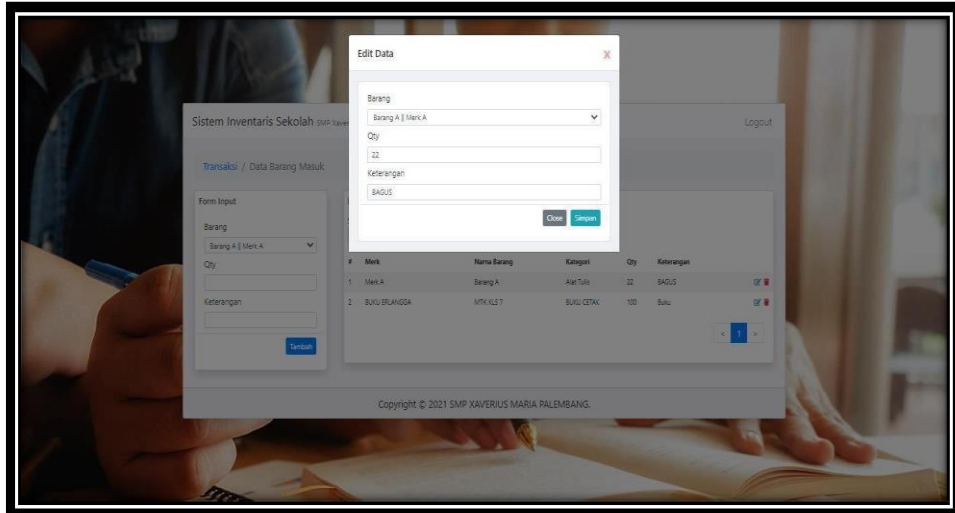 Edit Data X
Barang
Barang A || Merk A
Qty
22
Keterangan
BAGUS
Close Simpan
Sistem Inventaris Sekolah SMP
Logout
Transaksi / Data Barang Masuk
Form Input
Barang
Barang A || Merk A
Qty
Keterangan
Tambah
# Merk Nama Barang Kategori Qty Keterangan
1 Merk A Barang A Alat Tulis 22 BAGUS
2 BUKU ERLANGGA MTK KLS 7 BUKU CETAK 100 Buku
< 1 >
Copyright © 2021 SMP XAVERIUS MARIA PALEMBANG.